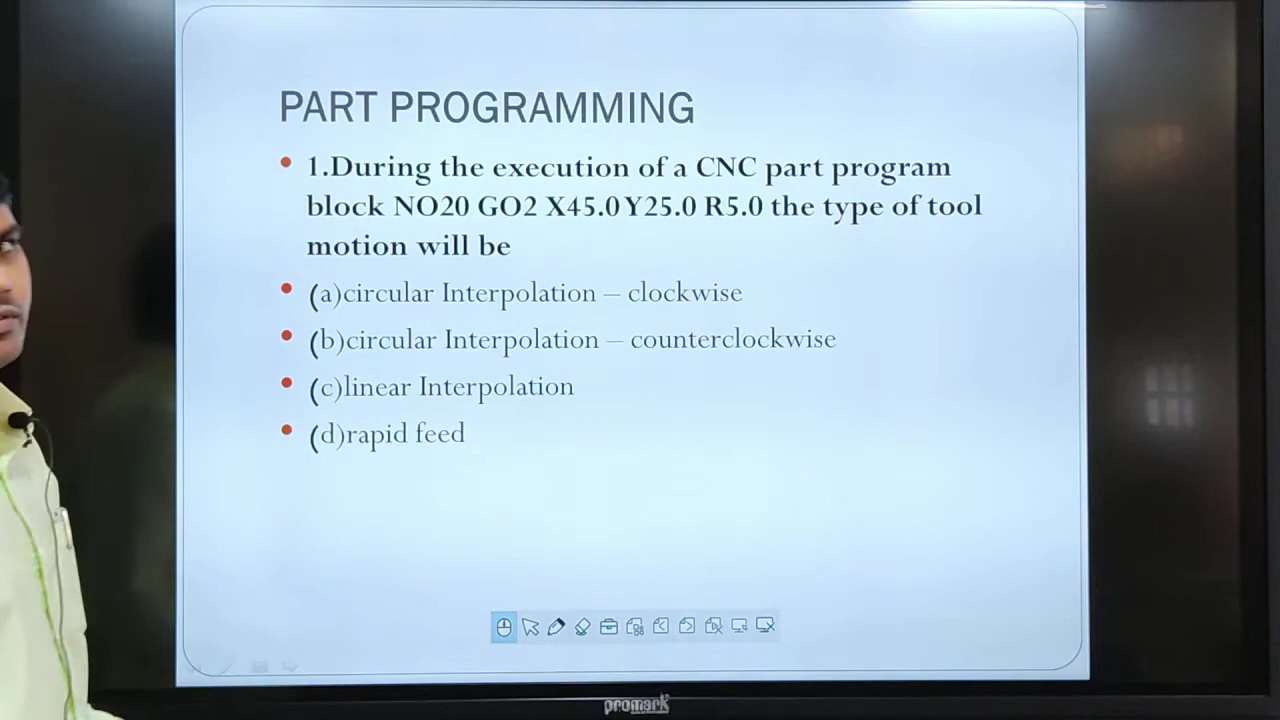 PART PROGRAMMING
1.During the execution of a CNC part program
block NO20 GO2 X45.0 Y25.0 R5.0 the type of tool
motion will be
(a)circular Interpolation – clockwise
(b)circular Interpolation – counterclockwise
(c)linear Interpolation
(d)rapid feed
promark